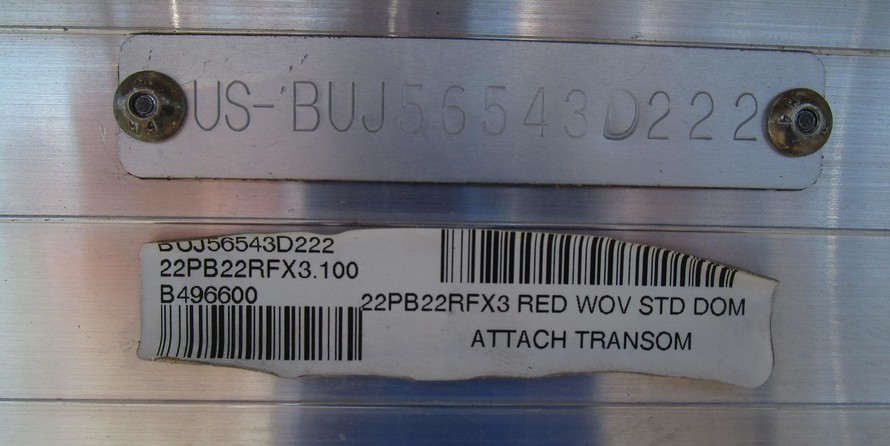 US-BUJ56543D222
BUJ56543D222
22PB22RFX3.100
B496600
22PB22RFX3 RED WOV STD DOM
ATTACH TRANSOM